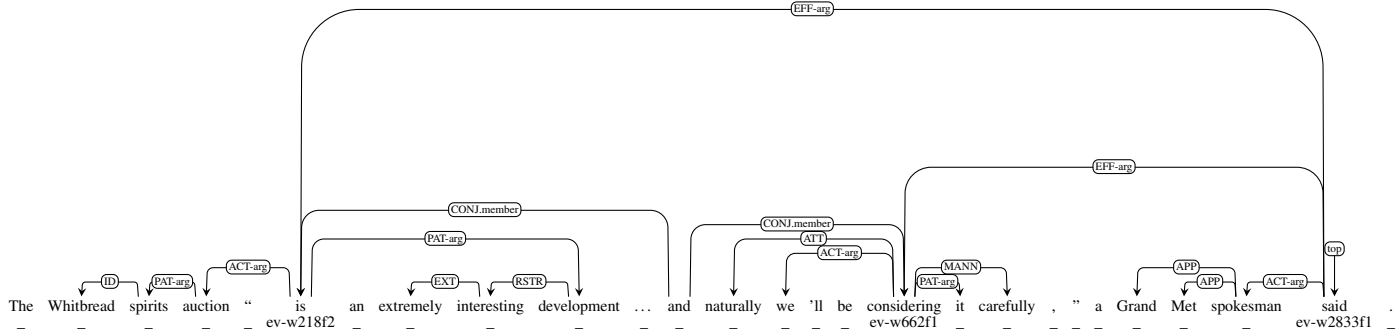 EFF-arg
EFF-arg
CONJ.member
CONJ.member
PAT-arg ATT
top
ACT-arg
ACT-arg MANN APP
ID PAT-arg EXT RSTR PAT-arg APP ACT-arg
The Whitbread spirits auction “ is an extremely interesting development … and naturally we 'll be considering it carefully , ” a Grand Met spokesman said .
_ _ _ _ _ ev-w218f2 _ _ _ _ _ _ _ _ _ _ ev-w662f1 _ _ _ _ _ _ _ _ ev-w2833f1 _